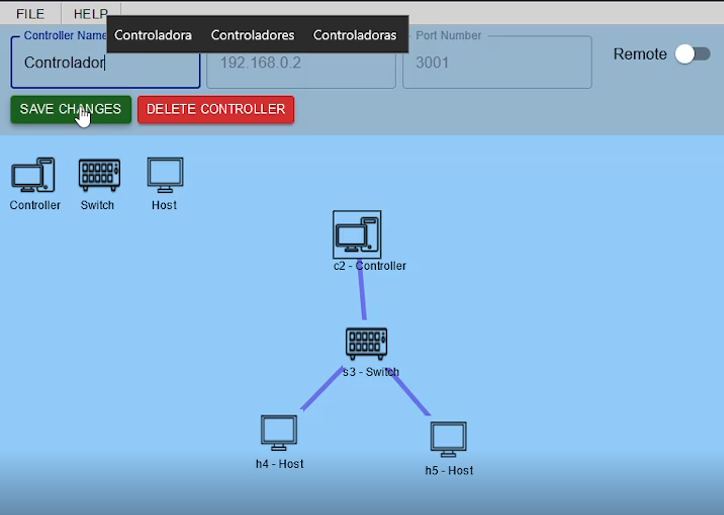 FILE HELP
Controladora Controladores Controladoras
Controller Name Port Number
Controlador 192.168.0.2 3001 Remote
SAVE CHANGES DELETE CONTROLLER
Controller Switch Host
c2 - Controller
s3 - Switch
h4 - Host
h5 - Host